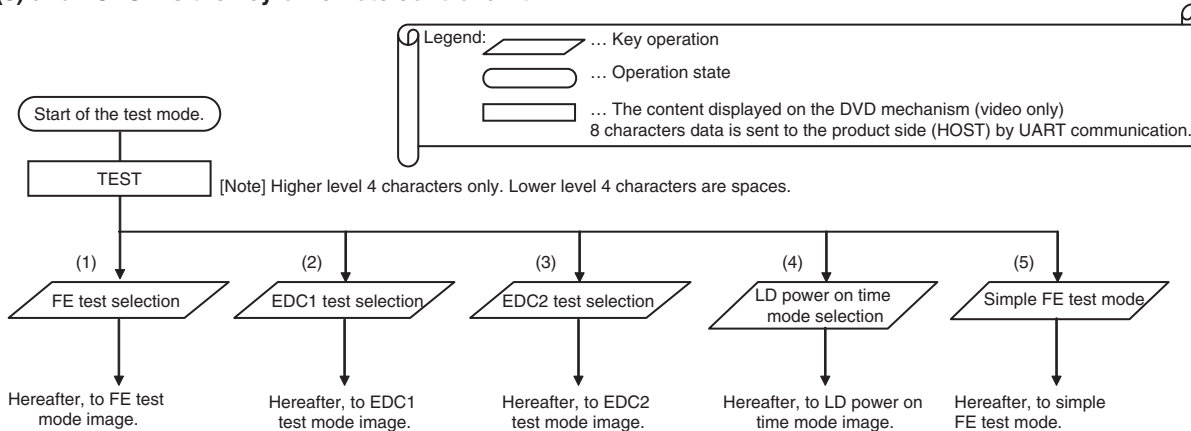 Legend:
… Key operation
… Operation state
… The content displayed on the DVD mechanism (video only)
8 characters data is sent to the product side (HOST) by UART communication.
Start of the test mode.
TEST
[Note] Higher level 4 characters only. Lower level 4 characters are spaces.
(1)
(2)
(3)
(4)
(5)
FE test selection
EDC1 test selection
EDC2 test selection
LD power on time
mode selection
Simple FE test mode
Hereafter, to FE test
mode image.
Hereafter, to EDC1
test mode image.
Hereafter, to EDC2
test mode image.
Hereafter, to LD power on
time mode image.
Hereafter, to simple
FE test mode.